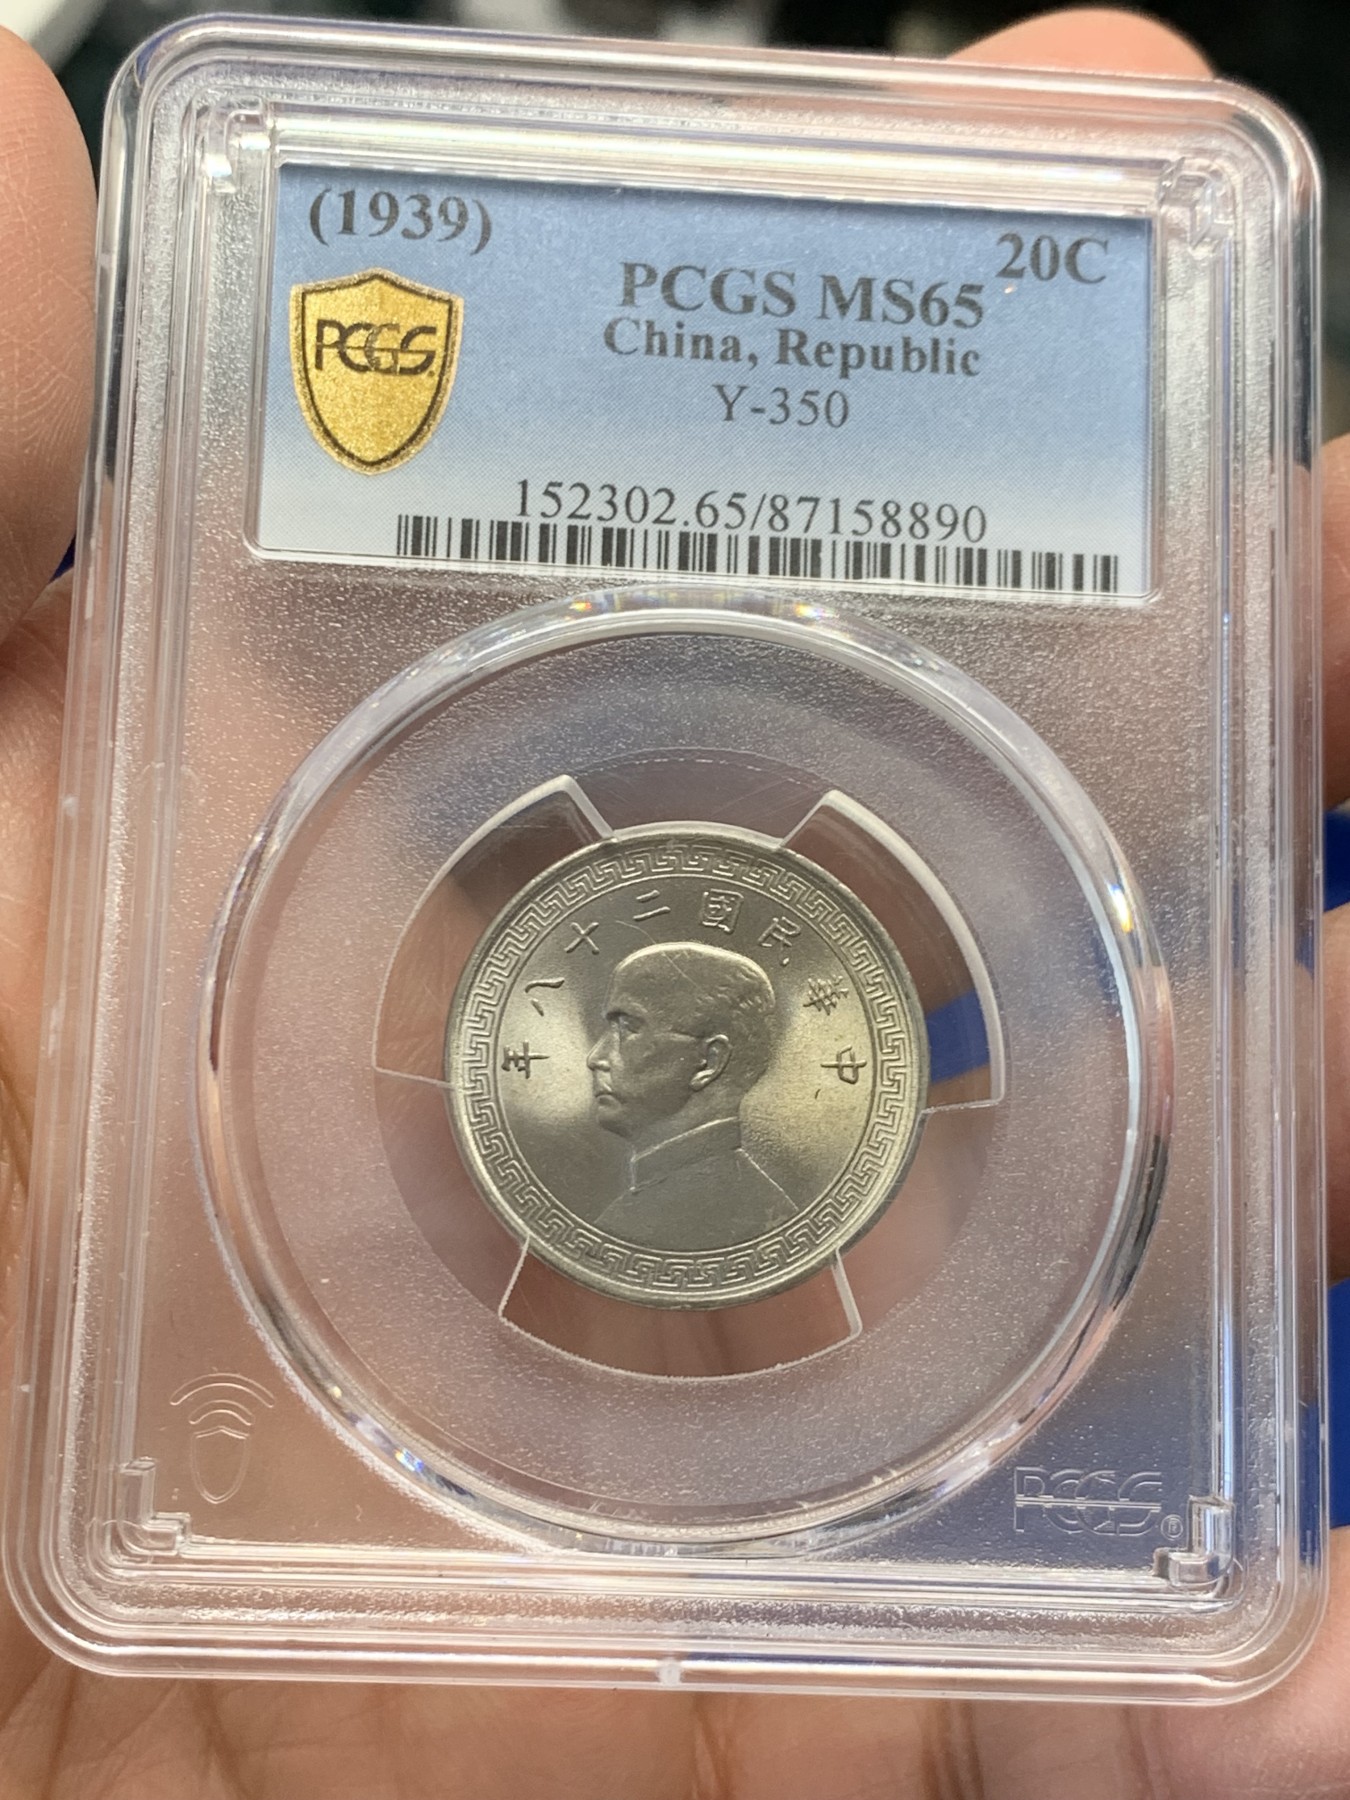 (1939)
20C
PCGS MS65
PCGS
China, Republic
Y-350
152302.65/87158890
中華民國二十八年
PCGS®